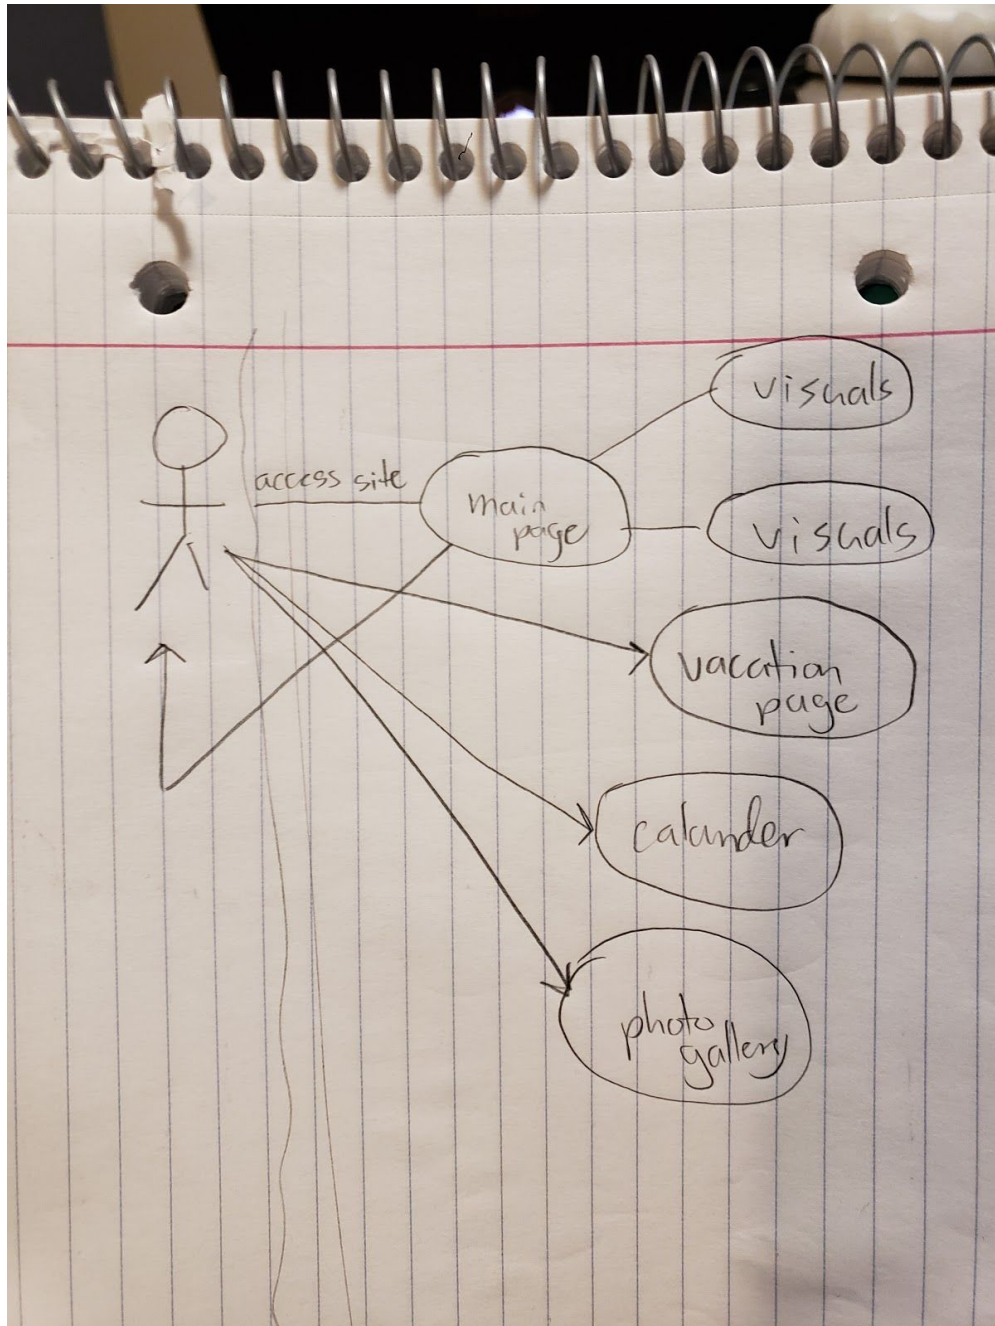 visuals
access site
main
page
visuals
vacation
page
calander
photo
gallery